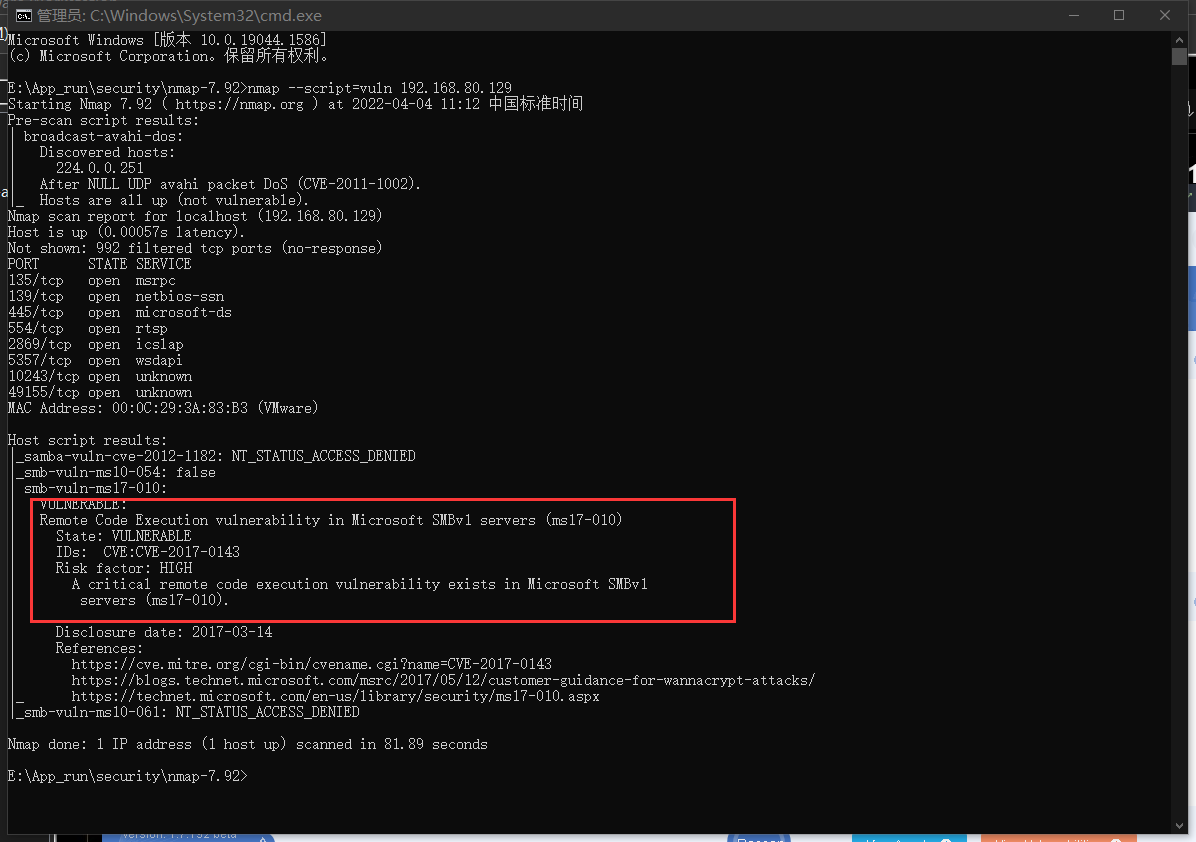 管理员: C:\Windows\System32\cmd.exe
Microsoft Windows [版本 10.0.19044.1586]
(c) Microsoft Corporation。保留所有权利。
E:\App_run\security\nmap-7.92>nmap --script=vuln 192.168.80.129
Starting Nmap 7.92 ( https://nmap.org ) at 2022-04-04 11:12 中国标准时间
Pre-scan script results:
| broadcast-avahi-dos:
|   Discovered hosts:
|     224.0.0.251
|   After NULL UDP avahi packet DoS (CVE-2011-1002).
|_  Hosts are all up (not vulnerable).
Nmap scan report for localhost (192.168.80.129)
Host is up (0.00057s latency).
Not shown: 992 filtered tcp ports (no-response)
PORT      STATE SERVICE
135/tcp   open  msrpc
139/tcp   open  netbios-ssn
445/tcp   open  microsoft-ds
554/tcp   open  rtsp
2869/tcp  open  icslap
5357/tcp  open  wsdapi
10243/tcp open  unknown
49155/tcp open  unknown
MAC Address: 00:0C:29:3A:83:B3 (VMware)
Host script results:
|_samba-vuln-cve-2012-1182: NT_STATUS_ACCESS_DENIED
|_smb-vuln-ms10-054: false
| smb-vuln-ms17-010:
|   VULNERABLE:
|   Remote Code Execution vulnerability in Microsoft SMBv1 servers (ms17-010)
|     State: VULNERABLE
|     IDs:  CVE:CVE-2017-0143
|     Risk factor: HIGH
|       A critical remote code execution vulnerability exists in Microsoft SMBv1
|        servers (ms17-010).
|     Disclosure date: 2017-03-14
|     References:
|       https://cve.mitre.org/cgi-bin/cvename.cgi?name=CVE-2017-0143
|       https://blogs.technet.microsoft.com/msrc/2017/05/12/customer-guidance-for-wannacrypt-attacks/
|_      https://technet.microsoft.com/en-us/library/security/ms17-010.aspx
|_smb-vuln-ms10-061: NT_STATUS_ACCESS_DENIED
Nmap done: 1 IP address (1 host up) scanned in 81.89 seconds
E:\App_run\security\nmap-7.92>